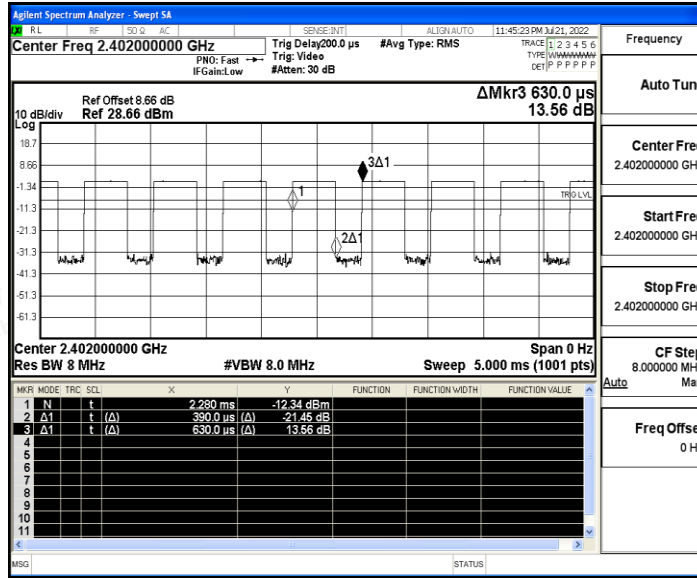 Agilent Spectrum Analyzer - Swept SA
LXI RL RF 50 Ω AC SENSE:INT ALIGNAUTO 11:45:23 PM Jul 21, 2022
Center Freq 2.402000000 GHz
PNO: Fast
IFGain:Low
Trig Delay200.0 µs
Trig: Video
#Atten: 30 dB
#Avg Type: RMS
TRACE 1 2 3 4 5 6
TYPE WWWWWW
DET P P P P P P
ΔMkr3 630.0 µs
13.56 dB
Ref Offset 8.66 dB
10 dB/div Ref 28.66 dBm
Log
18.7
8.66
-1.34
-11.3
-21.3
-31.3
-41.3
-51.3
-61.3
3Δ1
1
TRIG LVL
2Δ1
Center 2.402000000 GHz Span 0 Hz
Res BW 8 MHz #VBW 8.0 MHz Sweep 5.000 ms (1001 pts)
MKR MODE TRC SCL X Y FUNCTION FUNCTION WIDTH FUNCTION VALUE
1 N t 2.280 ms -12.34 dBm
2 Δ1 t (Δ) 390.0 µs (Δ) -21.45 dB
3 Δ1 t (Δ) 630.0 µs (Δ) 13.56 dB
4
5
6
7
8
9
10
11
MSG STATUS
Frequency
Auto Tun
Center Fre
2.402000000 GH
Start Fre
2.402000000 GH
Stop Fre
2.402000000 GH
CF Ste
8.000000 MH
Auto Ma
Freq Offse
0 H